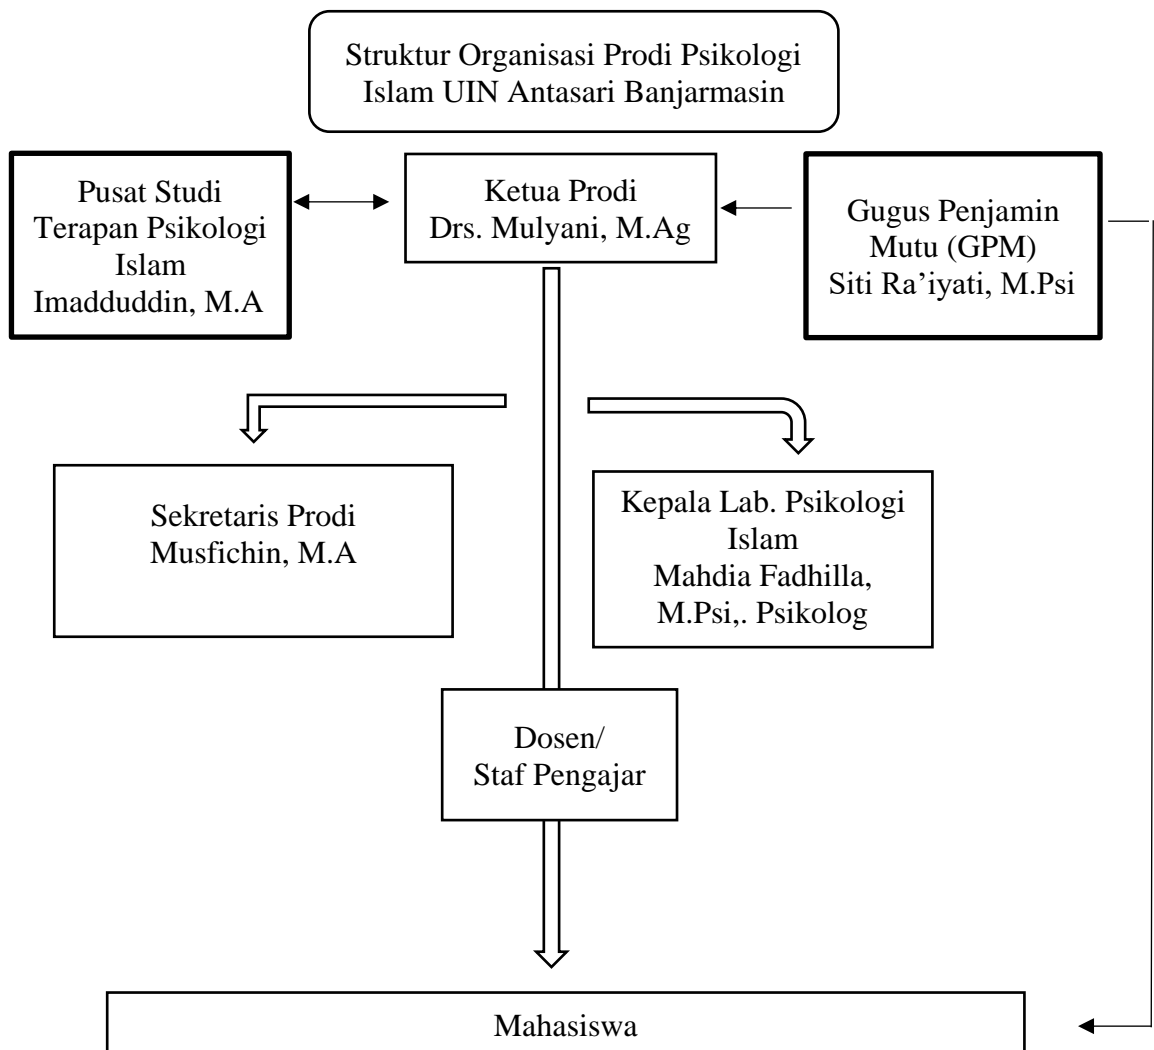 Struktur Organisasi Prodi Psikologi
Islam UIN Antasari Banjarmasin
Pusat Studi
Terapan Psikologi
Islam
Imadduddin, M.A
Ketua Prodi
Drs. Mulyani, M.Ag
Gugus Penjamin
Mutu (GPM)
Siti Ra’iyati, M.Psi
Sekretaris Prodi
Musfichin, M.A
Kepala Lab. Psikologi
Islam
Mahdia Fadhilla,
M.Psi,. Psikolog
Dosen/
Staf Pengajar
Mahasiswa